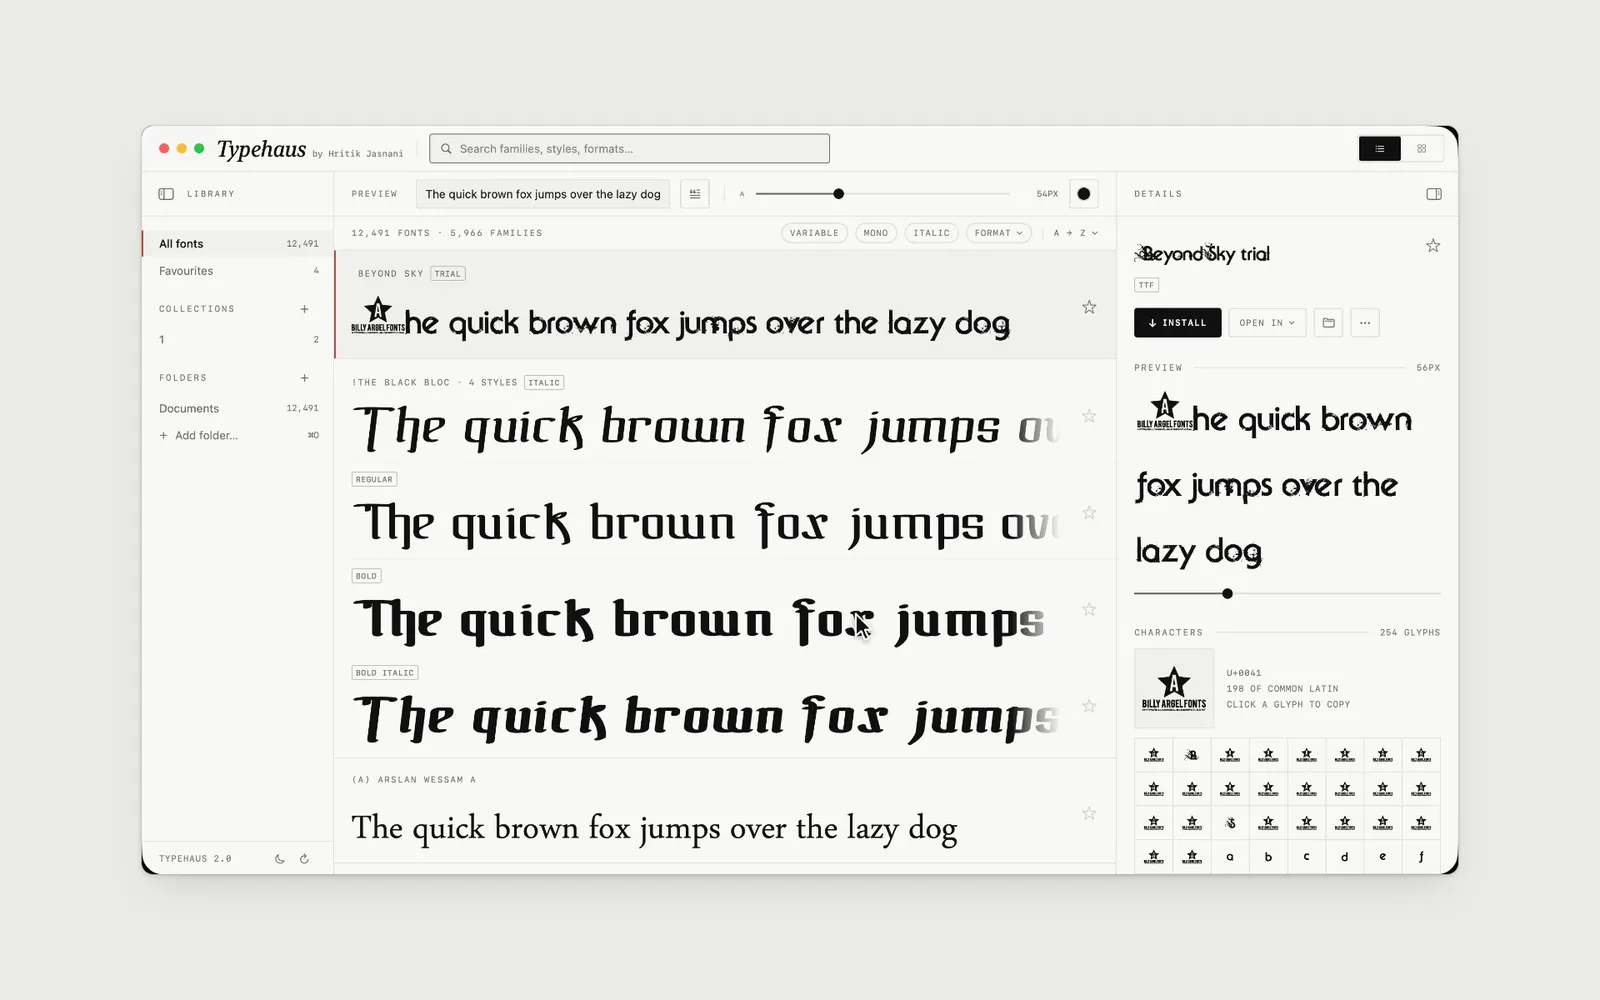 Typehaus by Hritik Jasnani
Search families, styles, formats...
LIBRARY
All fonts 12,491
Favourites 4
COLLECTIONS +
1 2
FOLDERS +
Documents 12,491
+ Add folder... ⌘O
TYPEHAUS 2.0
PREVIEW The quick brown fox jumps over the lazy dog A 54PX
12,491 FONTS · 5,966 FAMILIES VARIABLE MONO ITALIC FORMAT A → Z
BEYOND SKY TRIAL
A BILLY ARGEL FONTS he quick brown fox jumps over the lazy dog
!THE BLACK BLOC · 4 STYLES ITALIC
The quick brown fox jumps ov
REGULAR
The quick brown fox jumps ov
BOLD
The quick brown fox jumps
BOLD ITALIC
The quick brown fox jumps
(A) ARSLAN WESSAM A
The quick brown fox jumps over the lazy dog
DETAILS
Beyond Sky trial
TTF
INSTALL OPEN IN
PREVIEW 56PX
A BILLY ARGEL FONTS he quick brown
fox jumps over the
lazy dog
CHARACTERS 254 GLYPHS
A
BILLY ARGEL FONTS
U+0041
198 OF COMMON LATIN
CLICK A GLYPH TO COPY
B
S
a b c d e f